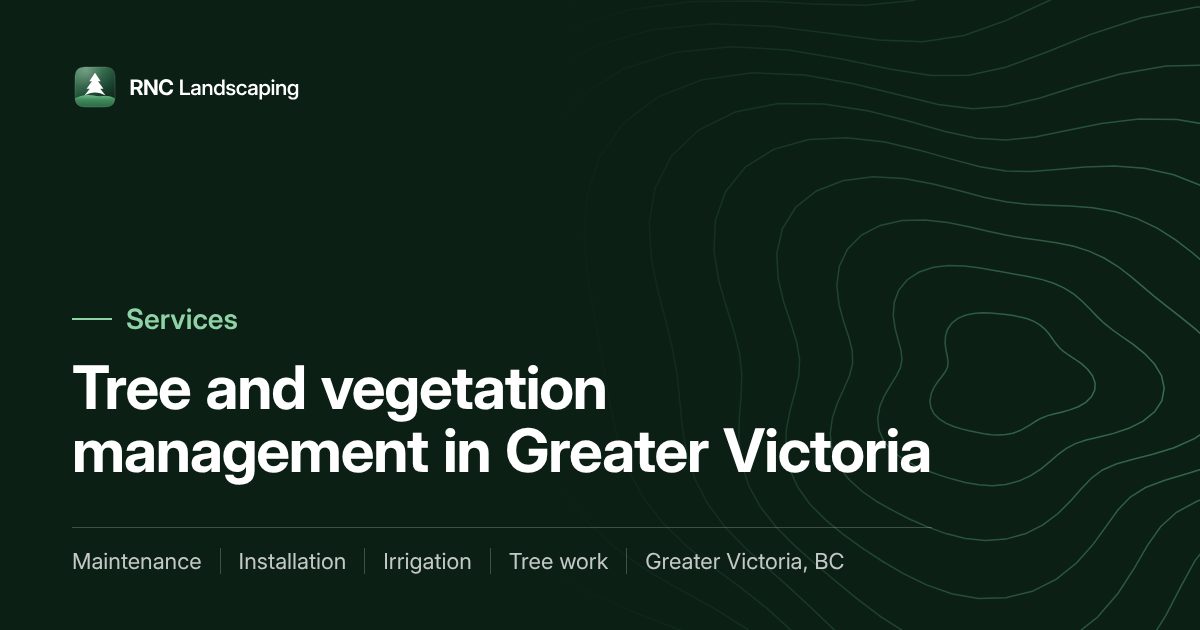 RNC Landscaping
Services
Tree and vegetation
management in Greater Victoria
Maintenance
Installation
Irrigation
Tree work
Greater Victoria, BC